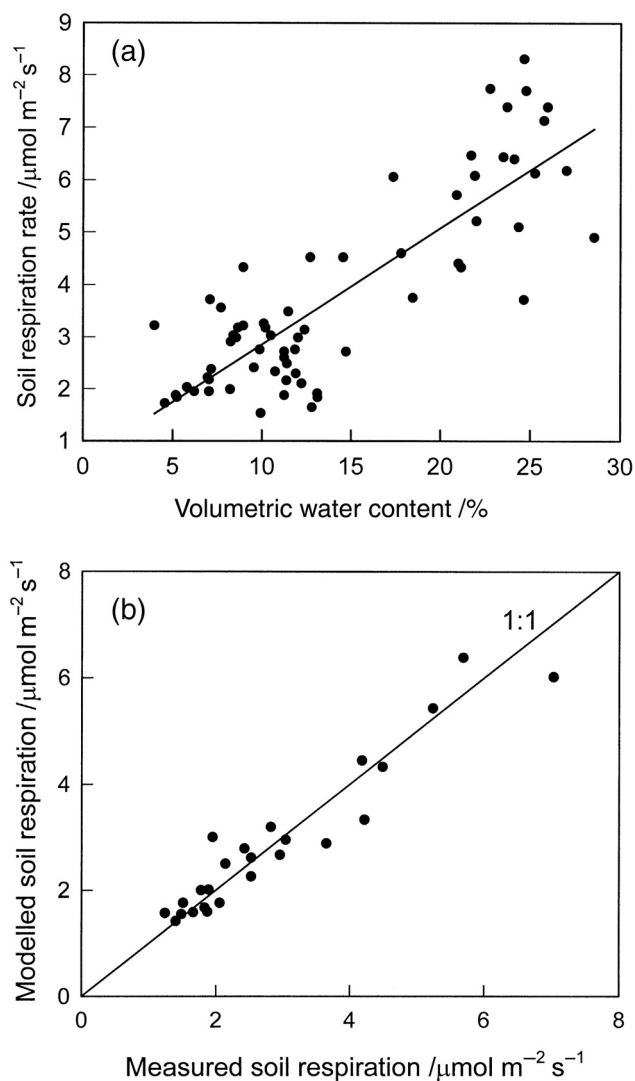 (a)
Soil respiration rate /μmol m⁻² s⁻¹
9
8
7
6
5
4
3
2
1
0 5 10 15 20 25 30
Volumetric water content /%
(b)
1:1
Modelled soil respiration /μmol m⁻² s⁻¹
8
6
4
2
0
0 2 4 6 8
Measured soil respiration /μmol m⁻² s⁻¹